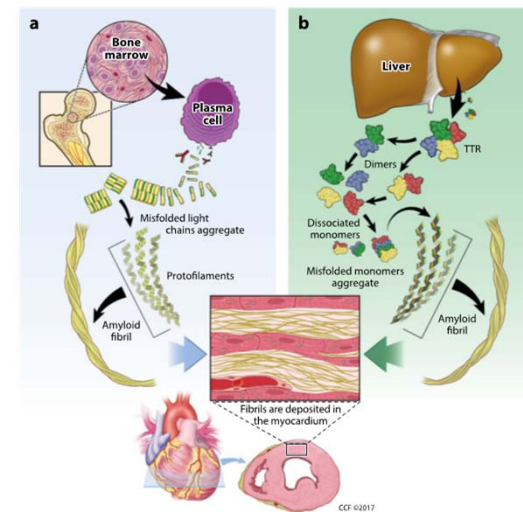 a
Bone
marrow
Plasma
cell
Misfolded light
chains aggregate
Protofilaments
Amyloid
fibril
b
Liver
TTR
Dimers
Dissociated
monomers
Misfolded monomers
aggregate
Amyloid
fibril
Fibrils are deposited in
the myocardium
CCF ©2017